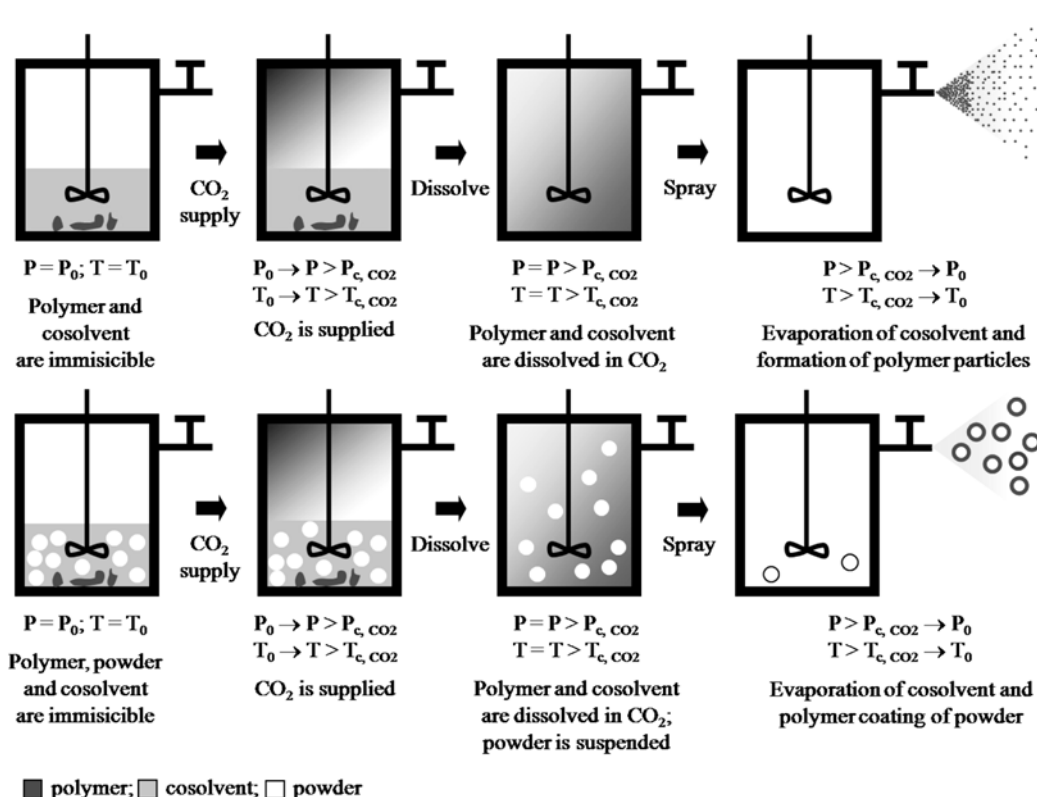 CO2
supply
Dissolve
Spray
P = P0; T = T0
Polymer and
cosolvent
are immisicible
P0 → P > Pc, CO2
T0 → T > Tc, CO2
CO2 is supplied
P = P > Pc, CO2
T = T > Tc, CO2
Polymer and cosolvent
are dissolved in CO2
P > Pc, CO2 → P0
T > Tc, CO2 → T0
Evaporation of cosolvent and
formation of polymer particles
CO2
supply
Dissolve
Spray
P = P0; T = T0
Polymer, powder
and cosolvent
are immisicible
P0 → P > Pc, CO2
T0 → T > Tc, CO2
CO2 is supplied
P = P > Pc, CO2
T = T > Tc, CO2
Polymer and cosolvent
are dissolved in CO2;
powder is suspended
P > Pc, CO2 → P0
T > Tc, CO2 → T0
Evaporation of cosolvent and
polymer coating of powder
polymer; cosolvent; powder